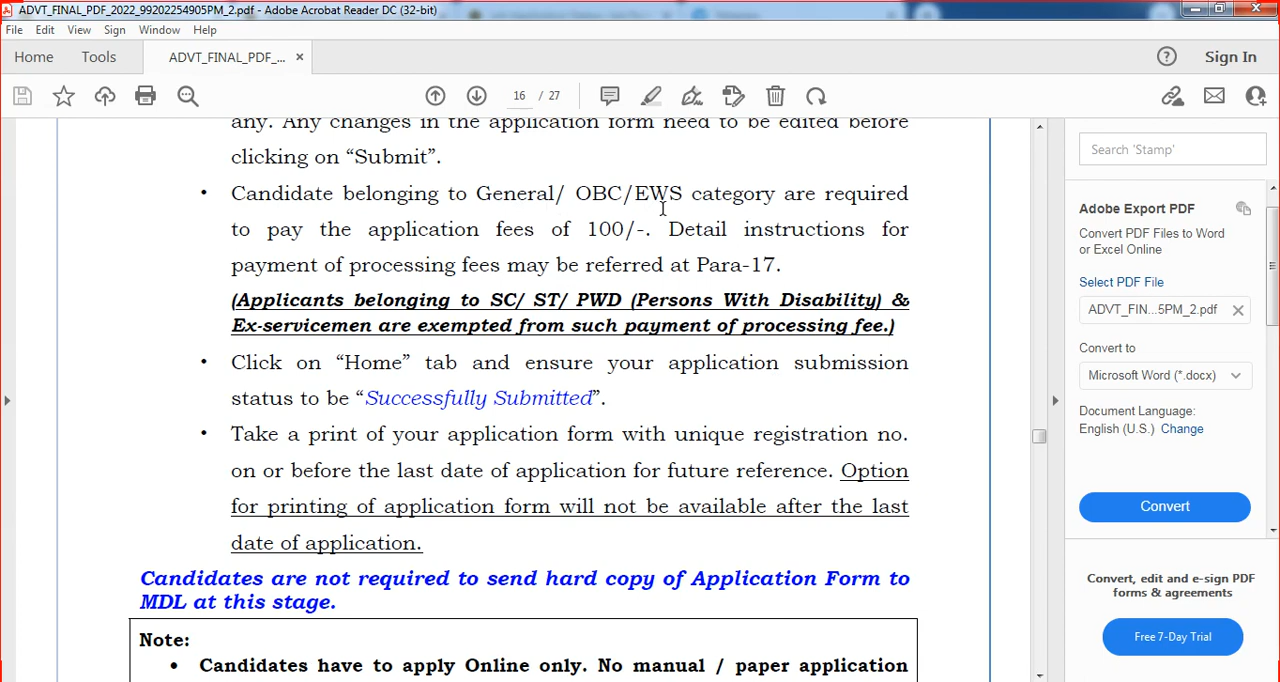 ADVT_FINAL_PDF_2022_99202254905PM_2.pdf - Adobe Acrobat Reader DC (32-bit)
File Edit View Sign Window Help
Home Tools ADVT_FINAL_PDF_... × Sign In
16 / 27
any. Any changes in the application form need to be edited before
clicking on “Submit”.
• Candidate belonging to General/ OBC/EWS category are required
to pay the application fees of 100/-. Detail instructions for
payment of processing fees may be referred at Para-17.
(Applicants belonging to SC/ ST/ PWD (Persons With Disability) &
Ex-servicemen are exempted from such payment of processing fee.)
• Click on “Home” tab and ensure your application submission
status to be “Successfully Submitted”.
• Take a print of your application form with unique registration no.
on or before the last date of application for future reference. Option
for printing of application form will not be available after the last
date of application.
Candidates are not required to send hard copy of Application Form to
MDL at this stage.
Note:
• Candidates have to apply Online only. No manual / paper application
Search 'Stamp'
Adobe Export PDF
Convert PDF Files to Word
or Excel Online
Select PDF File
ADVT_FIN...5PM_2.pdf ×
Convert to
Microsoft Word (*.docx)
Document Language:
English (U.S.) Change
Convert
Convert, edit and e-sign PDF
forms & agreements
Free 7-Day Trial